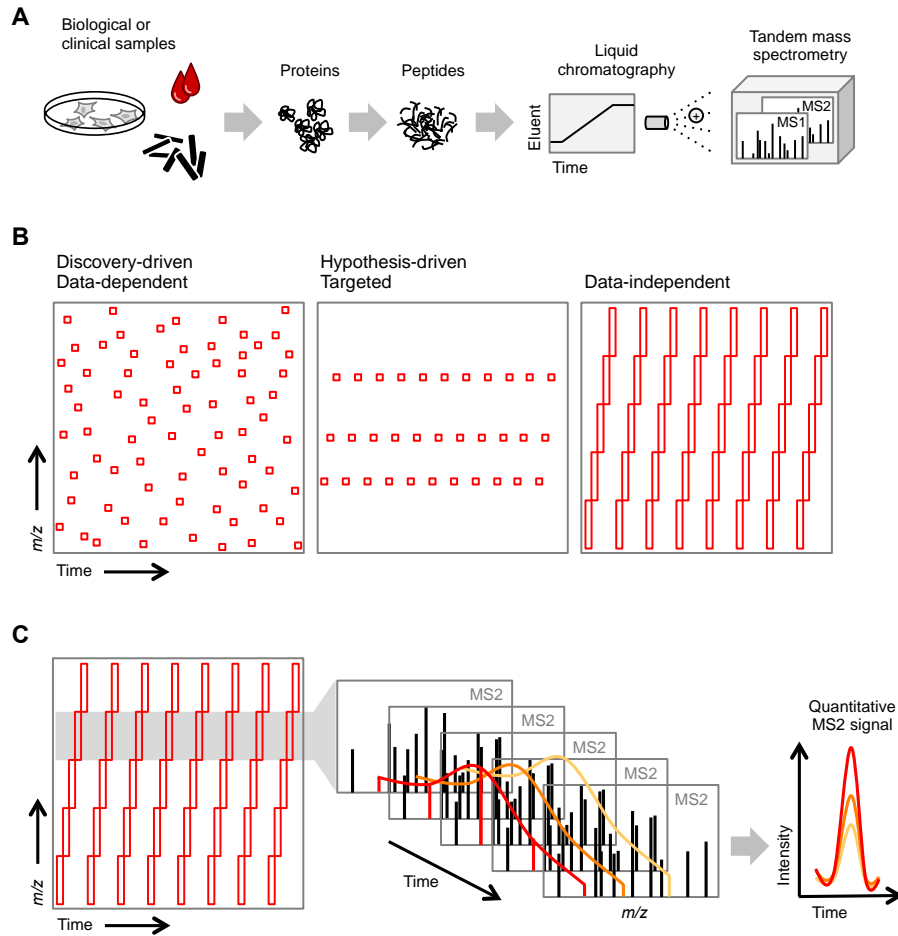 A
Biological or
clinical samples
Proteins
Peptides
Liquid
chromatography
Tandem mass
spectrometry
Eluent
Time
+
MS2
MS1
B
Discovery-driven
Data-dependent
Hypothesis-driven
Targeted
Data-independent
m/z
Time
C
MS2
MS2
MS2
MS2
MS2
Quantitative
MS2 signal
m/z
Time
Time
m/z
Intensity
Time